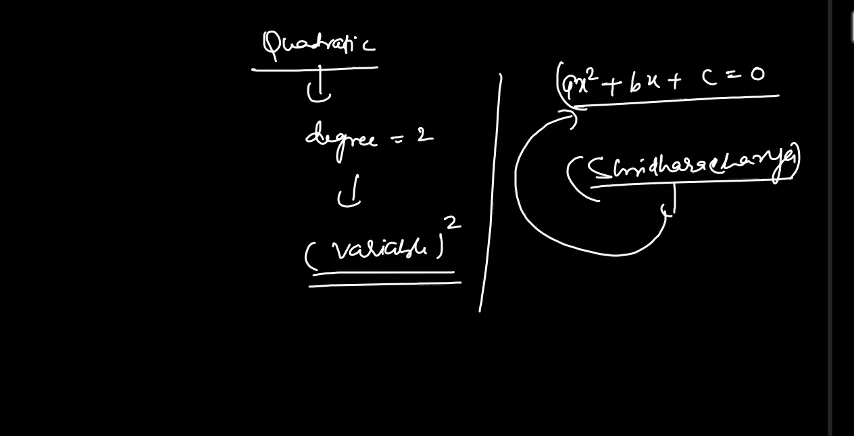 Quadratic
degree = 2
(variable)²
(ax² + bx + c = 0
(Shridharacharya)